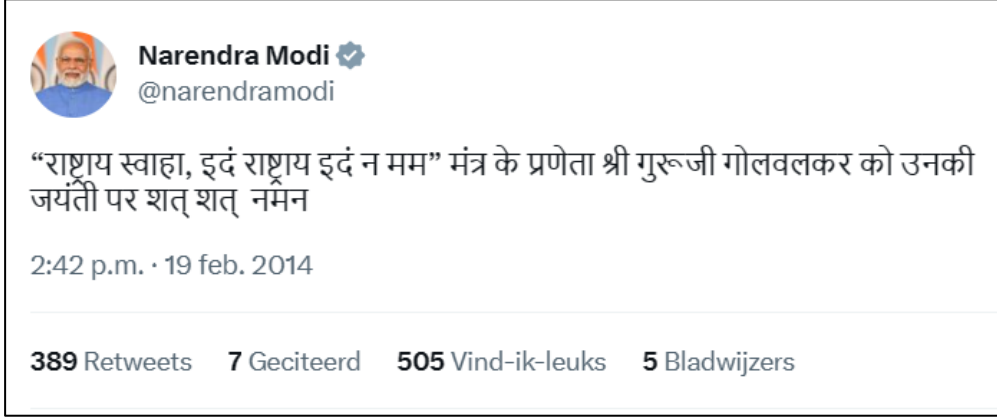 Narendra Modi
@narendramodi
“राष्ट्राय स्वाहा, इदं राष्ट्राय इदं न मम” मंत्र के प्रणेता श्री गुरूजी गोलवलकर को उनकी
जयंती पर शत् शत्  नमन
2:42 p.m. · 19 feb. 2014
389 Retweets 7 Geciteerd 505 Vind-ik-leuks 5 Bladwijzers